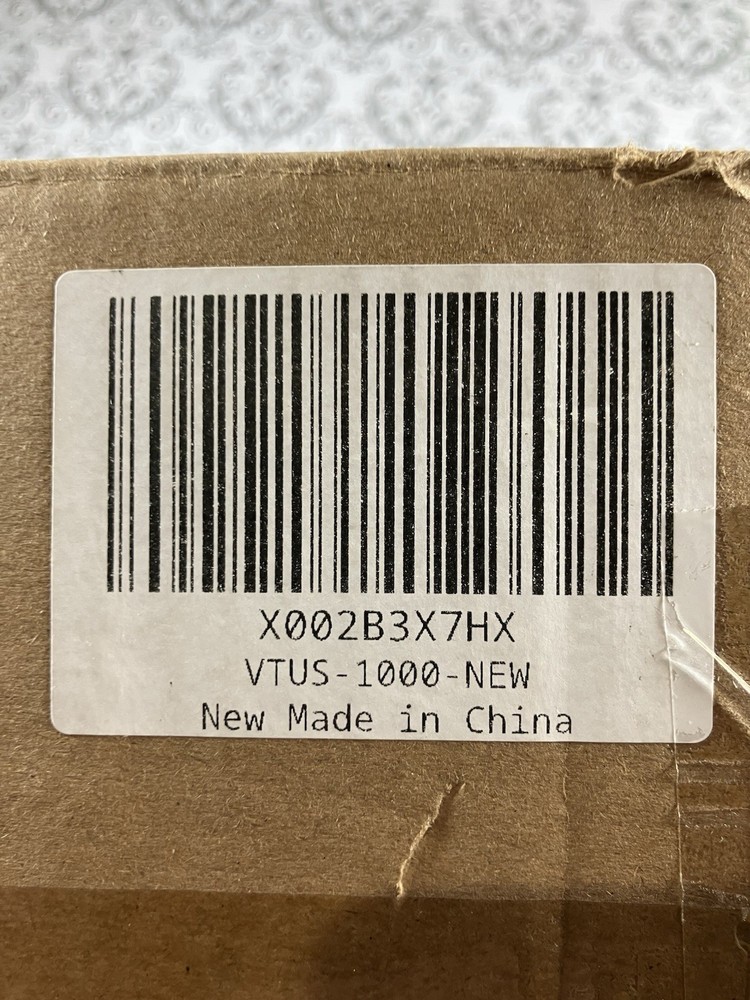 X002B3X7HX
VTUS-1000-NEW
New Made in China